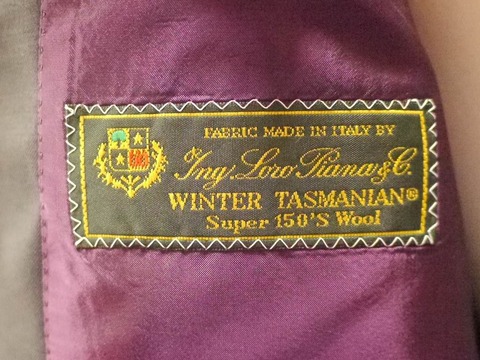 FABRIC MADE IN ITALY BY
Ing. Loro Piana & C.
WINTER TASMANIAN®
Super 150'S Wool